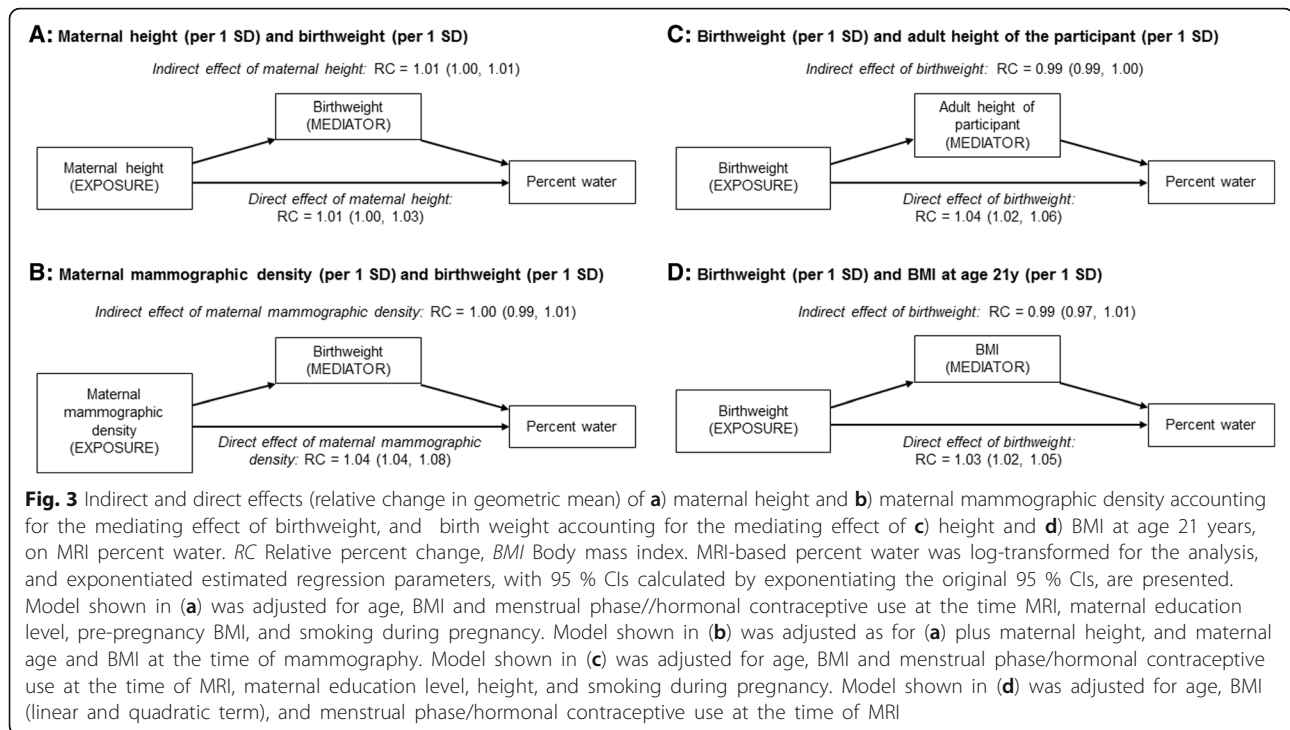 A: Maternal height (per 1 SD) and birthweight (per 1 SD)
Indirect effect of maternal height: RC = 1.01 (1.00, 1.01)
Birthweight
(MEDIATOR)
Maternal height
(EXPOSURE)
Percent water
Direct effect of maternal height:
RC = 1.01 (1.00, 1.03)
B: Maternal mammographic density (per 1 SD) and birthweight (per 1 SD)
Indirect effect of maternal mammographic density: RC = 1.00 (0.99, 1.01)
Birthweight
(MEDIATOR)
Maternal
mammographic
density
(EXPOSURE)
Percent water
Direct effect of maternal mammographic
density: RC = 1.04 (1.04, 1.08)
C: Birthweight (per 1 SD) and adult height of the participant (per 1 SD)
Indirect effect of birthweight: RC = 0.99 (0.99, 1.00)
Adult height of
participant
(MEDIATOR)
Birthweight
(EXPOSURE)
Percent water
Direct effect of birthweight:
RC = 1.04 (1.02, 1.06)
D: Birthweight (per 1 SD) and BMI at age 21y (per 1 SD)
Indirect effect of birthweight: RC = 0.99 (0.97, 1.01)
BMI
(MEDIATOR)
Birthweight
(EXPOSURE)
Percent water
Direct effect of birthweight:
RC = 1.03 (1.02, 1.05)
Fig. 3 Indirect and direct effects (relative change in geometric mean) of a) maternal height and b) maternal mammographic density accounting
for the mediating effect of birthweight, and birth weight accounting for the mediating effect of c) height and d) BMI at age 21 years,
on MRI percent water. RC Relative percent change, BMI Body mass index. MRI-based percent water was log-transformed for the analysis,
and exponentiated estimated regression parameters, with 95 % CIs calculated by exponentiating the original 95 % CIs, are presented.
Model shown in (a) was adjusted for age, BMI and menstrual phase//hormonal contraceptive use at the time MRI, maternal education
level, pre-pregnancy BMI, and smoking during pregnancy. Model shown in (b) was adjusted as for (a) plus maternal height, and maternal
age and BMI at the time of mammography. Model shown in (c) was adjusted for age, BMI and menstrual phase/hormonal contraceptive
use at the time of MRI, maternal education level, height, and smoking during pregnancy. Model shown in (d) was adjusted for age, BMI
(linear and quadratic term), and menstrual phase/hormonal contraceptive use at the time of MRI